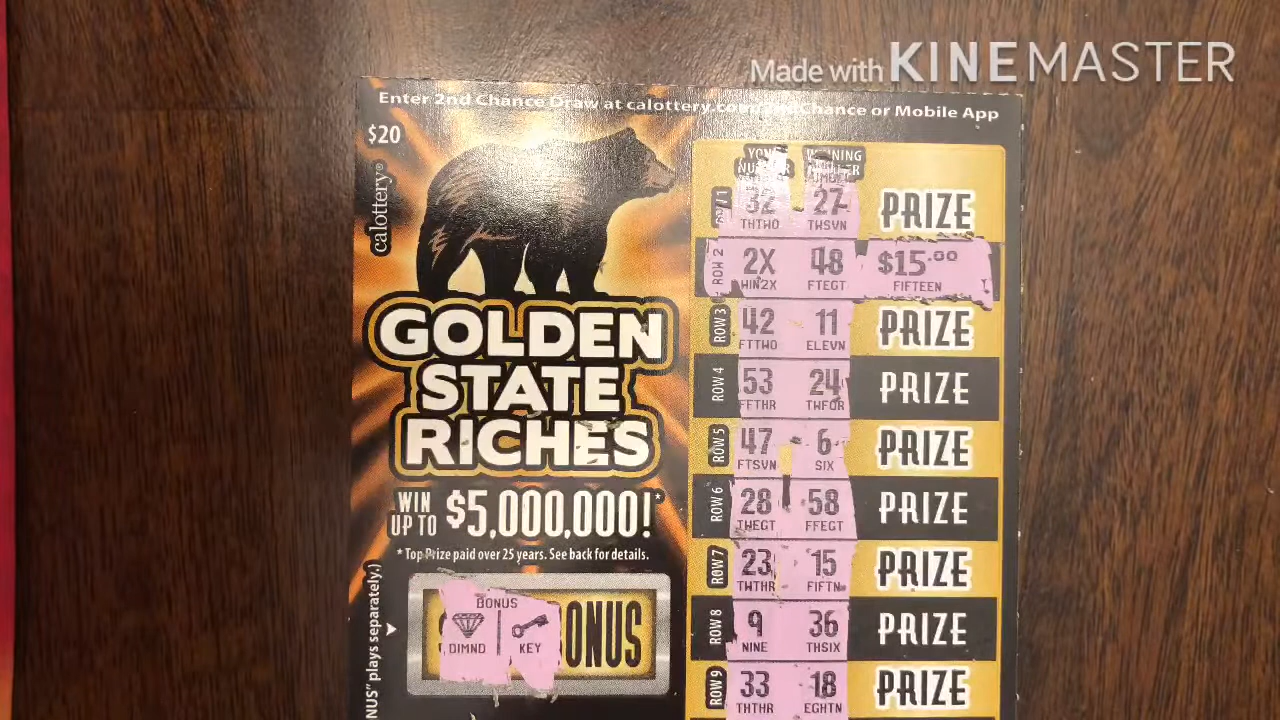 Made with KINEMASTER
Enter 2nd Chance Draw at calottery.com/ Chance or Mobile App
$20
calottery®
GOLDEN
STATE
RICHES
WIN
UP TO $5,000,000!*
* Top Prize paid over 25 years. See back for details.
plays separately.)
BONUS
DIMND KEY
ONUS
32 27 PRIZE
THTWO TWSVN
ROW 2 2X 48 $15.00
WIN2X FTEGT FIFTEEN
ROW 3 42 11 PRIZE
FTTWO ELEVN
ROW 4 53 24 PRIZE
FFTHR TWFOR
ROW 5 47 6 PRIZE
FTSVN SIX
ROW 6 28 58 PRIZE
TWEGT FFEGT
ROW 7 23 15 PRIZE
TWTHR FIFTN
ROW 8 9 36 PRIZE
NINE THSIX
ROW 9 33 18 PRIZE
THTHR EGHTN